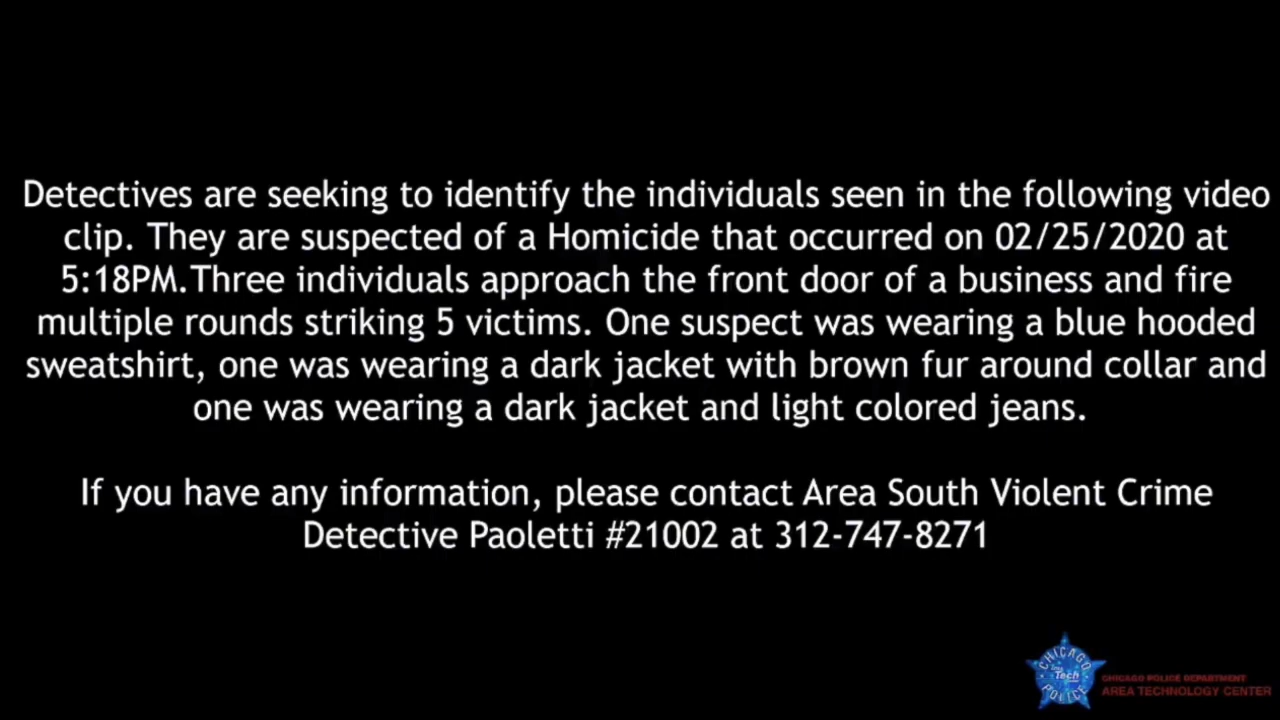 Detectives are seeking to identify the individuals seen in the following video
clip. They are suspected of a Homicide that occurred on 02/25/2020 at
5:18PM.Three individuals approach the front door of a business and fire
multiple rounds striking 5 victims. One suspect was wearing a blue hooded
sweatshirt, one was wearing a dark jacket with brown fur around collar and
one was wearing a dark jacket and light colored jeans.
If you have any information, please contact Area South Violent Crime
Detective Paoletti #21002 at 312-747-8271
CHICAGO
Tech
POLICE
CHICAGO POLICE DEPARTMENT
AREA TECHNOLOGY CENTER